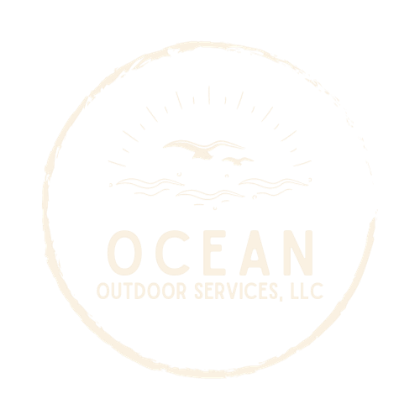 OCEAN
OUTDOOR SERVICES, LLC